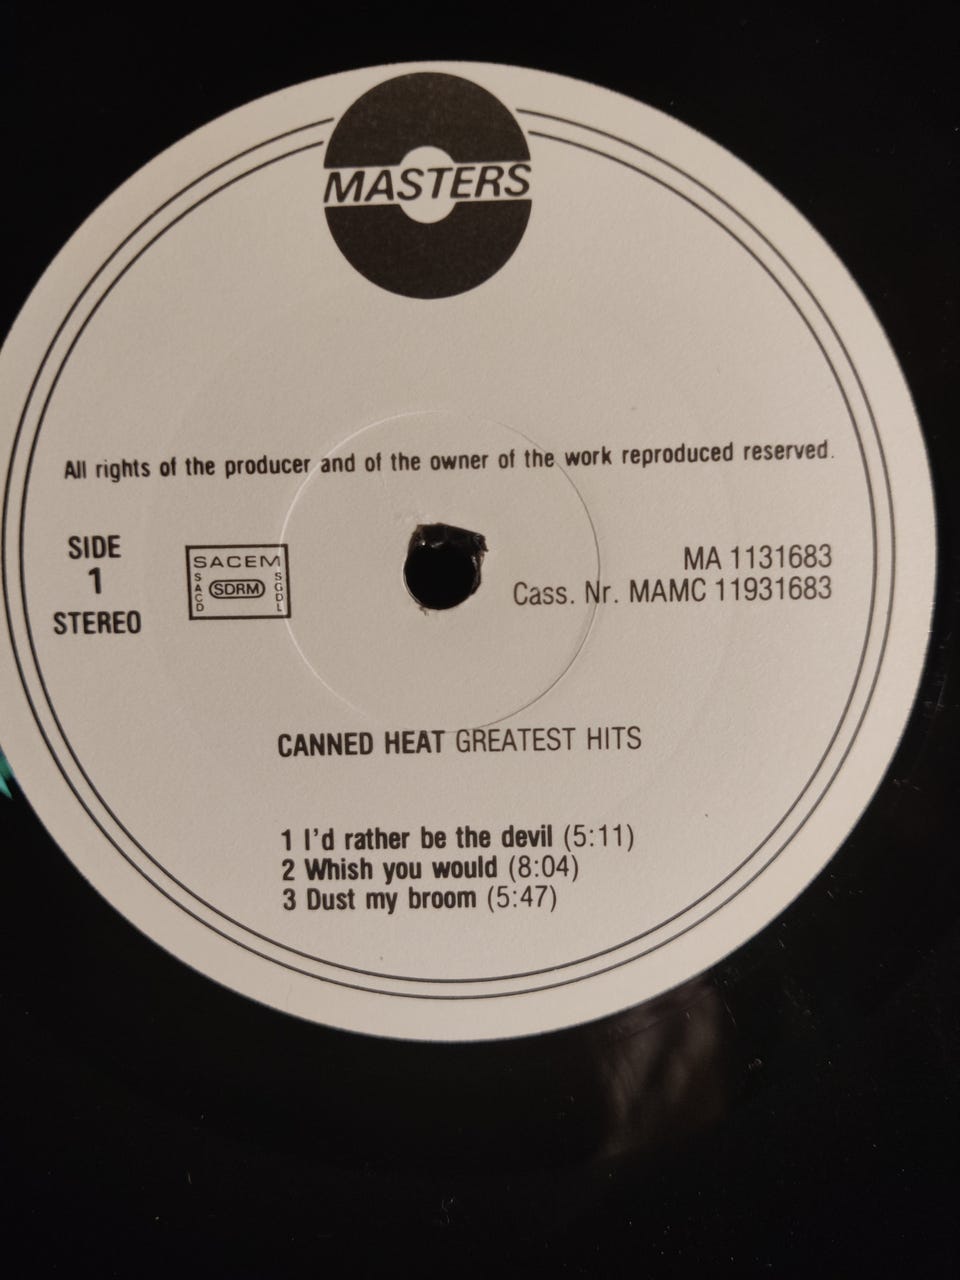 MASTERS
All rights of the producer and of the owner of the work reproduced reserved.
SIDE
1
STEREO
SACEM
SACD
SDRM
SGDL
MA 1131683
Cass. Nr. MAMC 11931683
CANNED HEAT GREATEST HITS
1 I'd rather be the devil (5:11)
2 Whish you would (8:04)
3 Dust my broom (5:47)